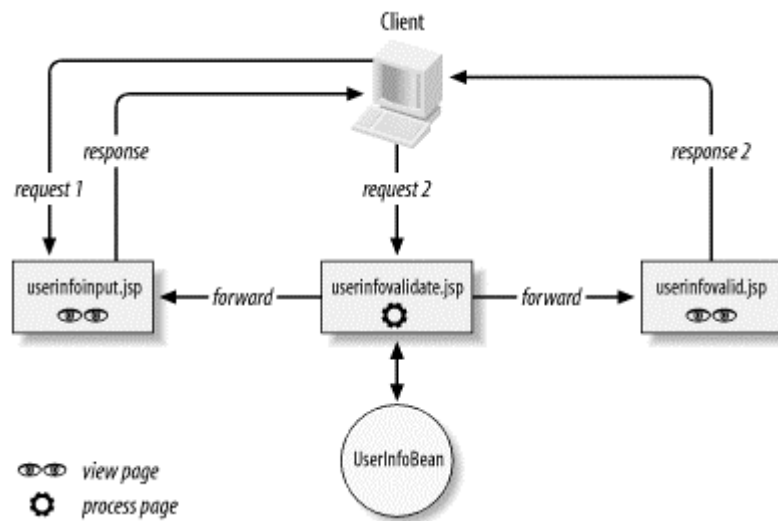 Client
response
response 2
request 1
request 2
userinfoinput.jsp
forward
userinfovalidate.jsp
forward
userinfovalid.jsp
UserInfoBean
view page
process page